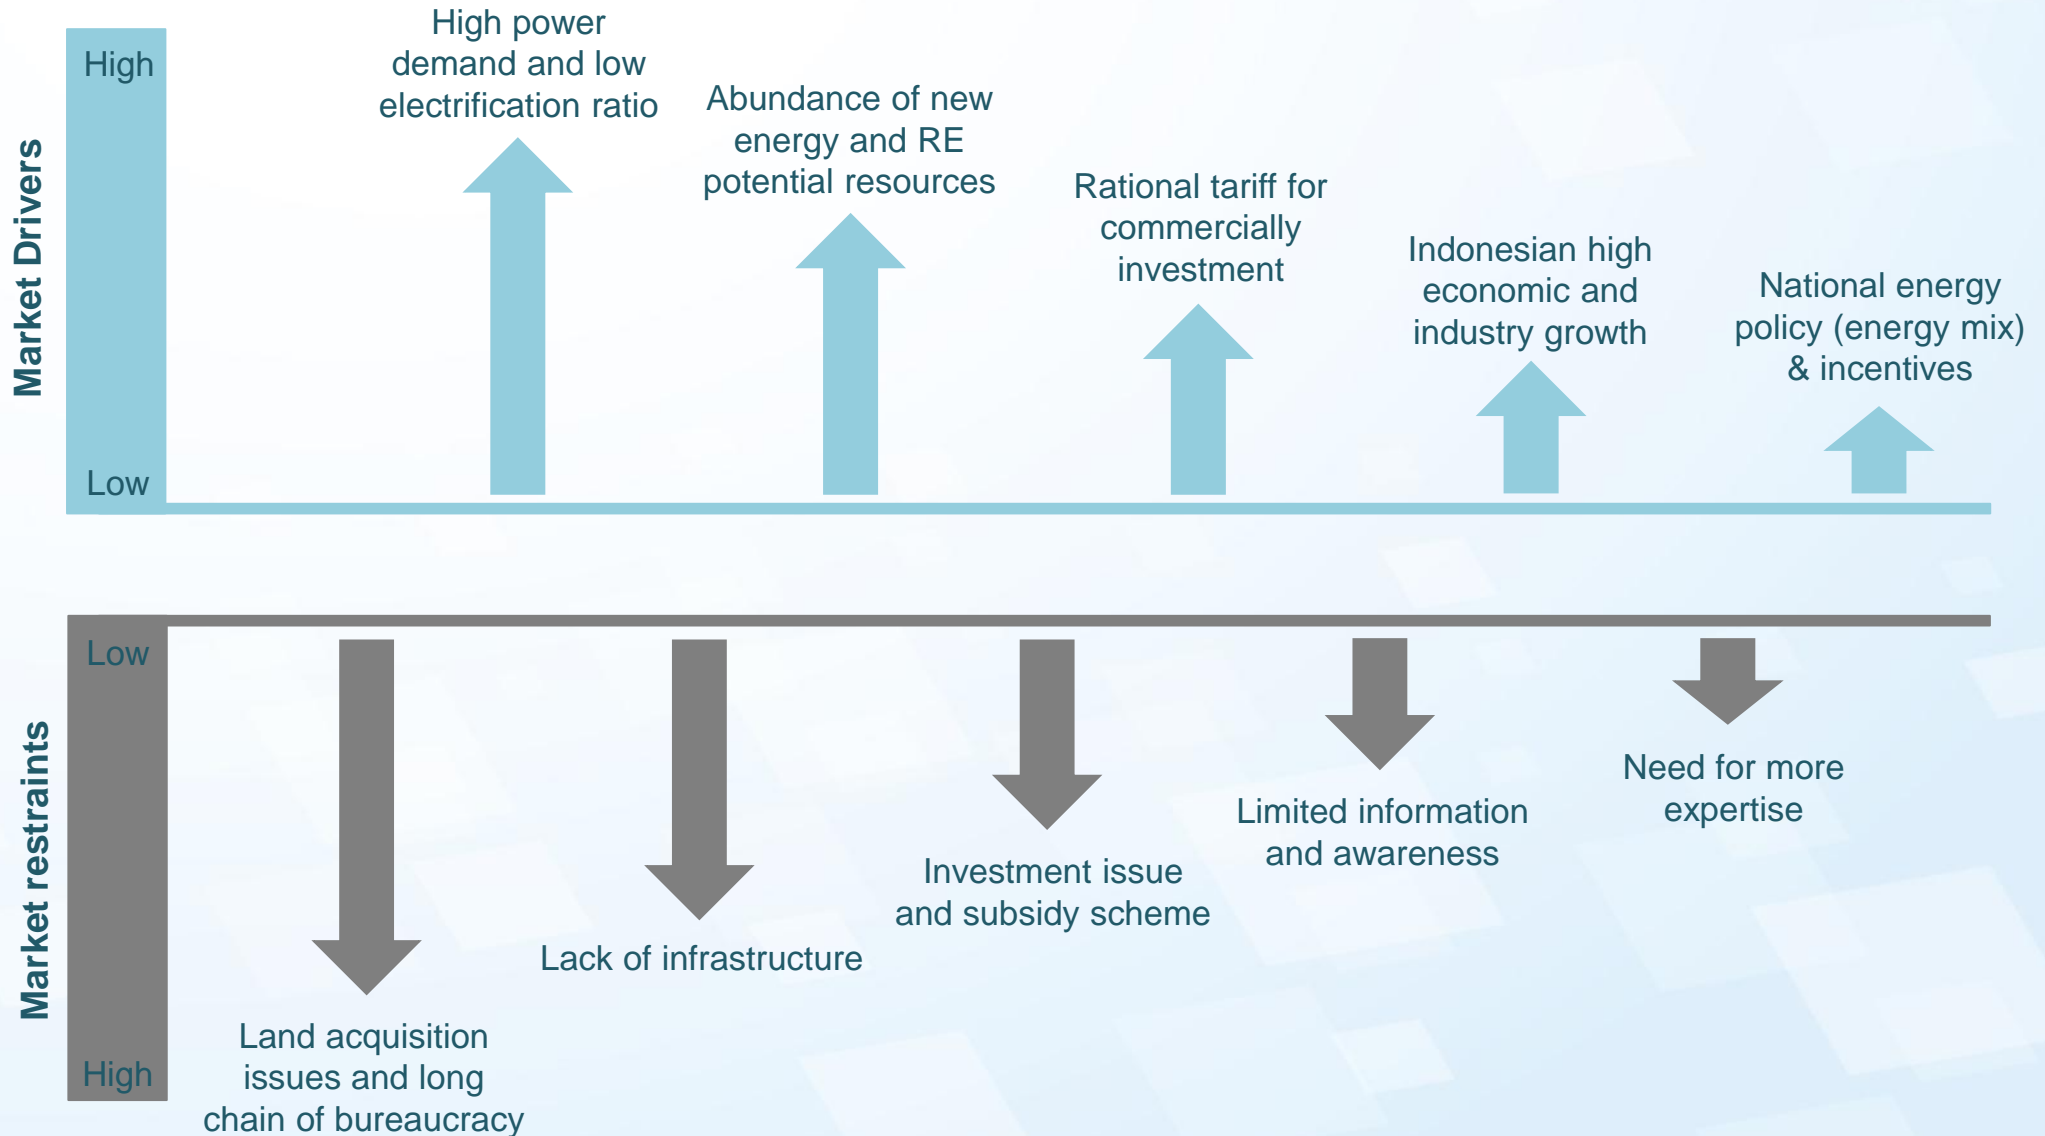 Market Drivers
High
Low
High power
demand and low
electrification ratio
Abundance of new
energy and RE
potential resources
Rational tariff for
commercially
investment
Indonesian high
economic and
industry growth
National energy
policy (energy mix)
& incentives
Market restraints
Low
High
Land acquisition
issues and long
chain of bureaucracy
Lack of infrastructure
Investment issue
and subsidy scheme
Limited information
and awareness
Need for more
expertise